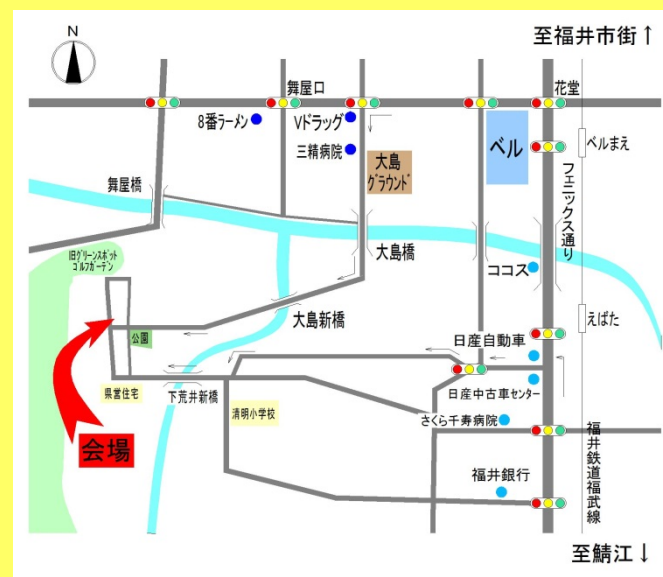 N
至福井市街↑
舞屋口
花堂
8番ラーメン
Vドラッグ
三精病院
大島
グラウンド
ベル
ベルまえ
フェニックス通り
舞屋橋
大島橋
旧グリーンスポット
ゴルフガーデン
ココス
大島新橋
えばた
公園
日産自動車
県営住宅
下荒井新橋
日産中古車センター
清明小学校
さくら千寿病院
会場
福井銀行
福井鉄道福武線
至鯖江↓